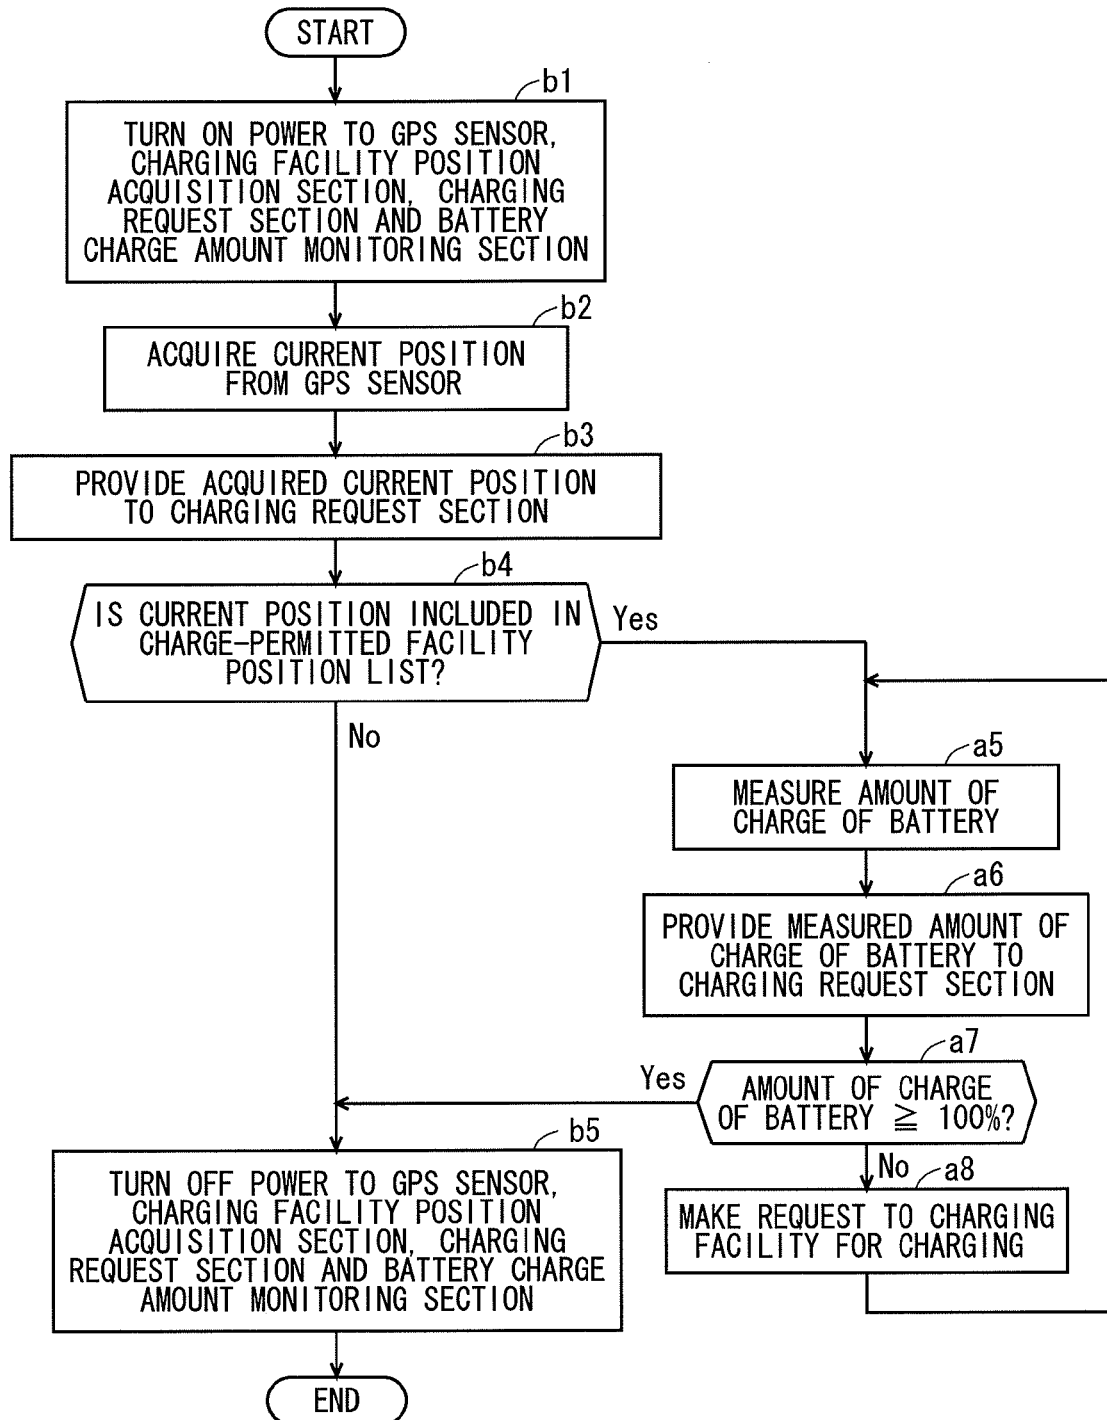 START
b1
TURN ON POWER TO GPS SENSOR,
CHARGING FACILITY POSITION
ACQUISITION SECTION, CHARGING
REQUEST SECTION AND BATTERY
CHARGE AMOUNT MONITORING SECTION
b2
ACQUIRE CURRENT POSITION
FROM GPS SENSOR
b3
PROVIDE ACQUIRED CURRENT POSITION
TO CHARGING REQUEST SECTION
b4
IS CURRENT POSITION INCLUDED IN
CHARGE-PERMITTED FACILITY
POSITION LIST?
Yes
No
a5
MEASURE AMOUNT OF
CHARGE OF BATTERY
a6
PROVIDE MEASURED AMOUNT OF
CHARGE OF BATTERY TO
CHARGING REQUEST SECTION
a7
AMOUNT OF CHARGE
OF BATTERY ≧ 100%?
Yes
No
a8
MAKE REQUEST TO CHARGING
FACILITY FOR CHARGING
b5
TURN OFF POWER TO GPS SENSOR,
CHARGING FACILITY POSITION
ACQUISITION SECTION, CHARGING
REQUEST SECTION AND BATTERY CHARGE
AMOUNT MONITORING SECTION
END